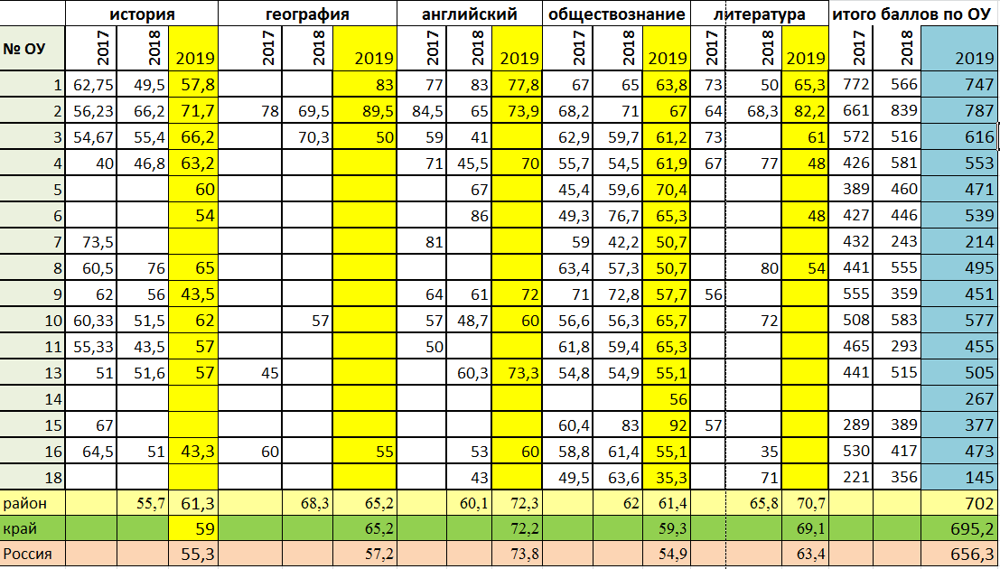 история география английский обществознание литература итого баллов по ОУ
№ ОУ 2017 2018 2019 2017 2018 2019 2017 2018 2019 2017 2018 2019 2017 2018 2019 2017 2018 2019
1 62,75 49,5 57,8 83 77 83 77,8 67 65 63,8 73 50 65,3 772 566 747
2 56,23 66,2 71,7 78 69,5 89,5 84,5 65 73,9 68,2 71 67 64 68,3 82,2 661 839 787
3 54,67 55,4 66,2 70,3 50 59 41 62,9 59,7 61,2 73 61 572 516 616
4 40 46,8 63,2 71 45,5 70 55,7 54,5 61,9 67 77 48 426 581 553
5 60 67 45,4 59,6 70,4 389 460 471
6 54 86 49,3 76,7 65,3 48 427 446 539
7 73,5 81 59 42,2 50,7 432 243 214
8 60,5 76 65 63,4 57,3 50,7 80 54 441 555 495
9 62 56 43,5 64 61 72 71 72,8 57,7 56 555 359 451
10 60,33 51,5 62 57 57 48,7 60 56,6 56,3 65,7 72 508 583 577
11 55,33 43,5 57 50 61,8 59,4 65,3 465 293 455
13 51 51,6 57 45 60,3 73,3 54,8 54,9 55,1 441 515 505
14 56 267
15 67 60,4 83 92 57 289 389 377
16 64,5 51 43,3 60 55 53 60 58,8 61,4 55,1 35 530 417 473
18 43 49,5 63,6 35,3 71 221 356 145
район 55,7 61,3 68,3 65,2 60,1 72,3 62 61,4 65,8 70,7 702
край 59 65,2 72,2 59,3 69,1 695,2
Россия 55,3 57,2 73,8 54,9 63,4 656,3